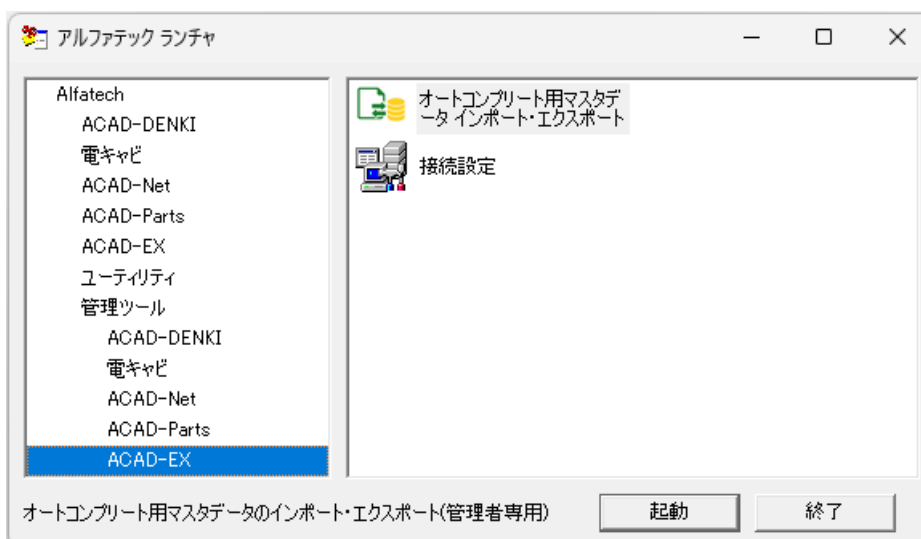 アルファテック ランチャ
Alfatech
ACAD-DENKI
電キャビ
ACAD-Net
ACAD-Parts
ACAD-EX
ユーティリティ
管理ツール
ACAD-DENKI
電キャビ
ACAD-Net
ACAD-Parts
ACAD-EX
オートコンプリート用マスタデ
ータ インポート・エクスポート
接続設定
オートコンプリート用マスタデータのインポート・エクスポート(管理者専用)
起動
終了